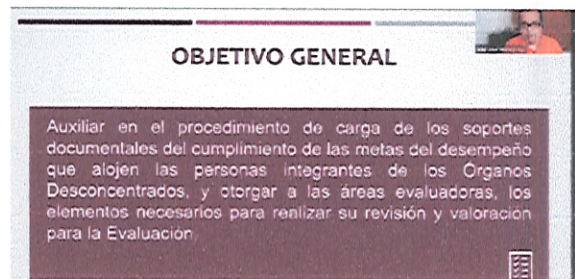 OBJETIVO GENERAL
Auxiliar en el procedimiento de carga de los soportes
documentales del cumplimiento de las metas del desempeño
que alojen las personas integrantes de los Órganos
Desconcentrados, y otorgar a las áreas evaluadoras, los
elementos necesarios para realizar su revisión y valoración
para la Evaluación.